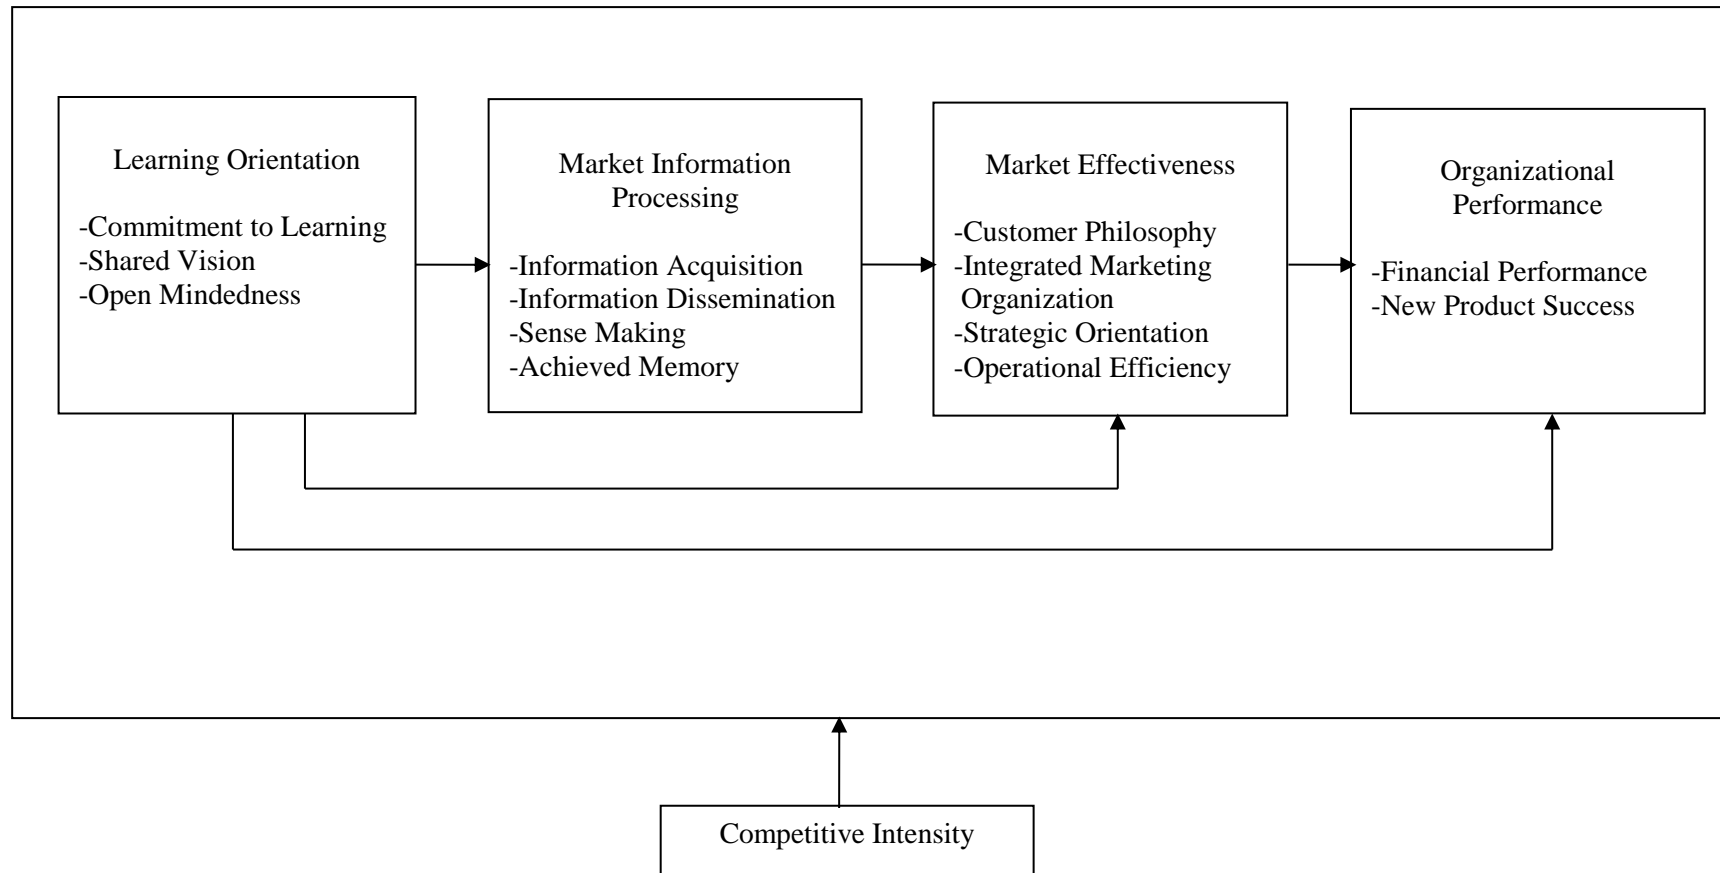 Learning Orientation
-Commitment to Learning
-Shared Vision
-Open Mindedness
Market Information
Processing
-Information Acquisition
-Information Dissemination
-Sense Making
-Achieved Memory
Market Effectiveness
-Customer Philosophy
-Integrated Marketing
Organization
-Strategic Orientation
-Operational Efficiency
Organizational
Performance
-Financial Performance
-New Product Success
Competitive Intensity